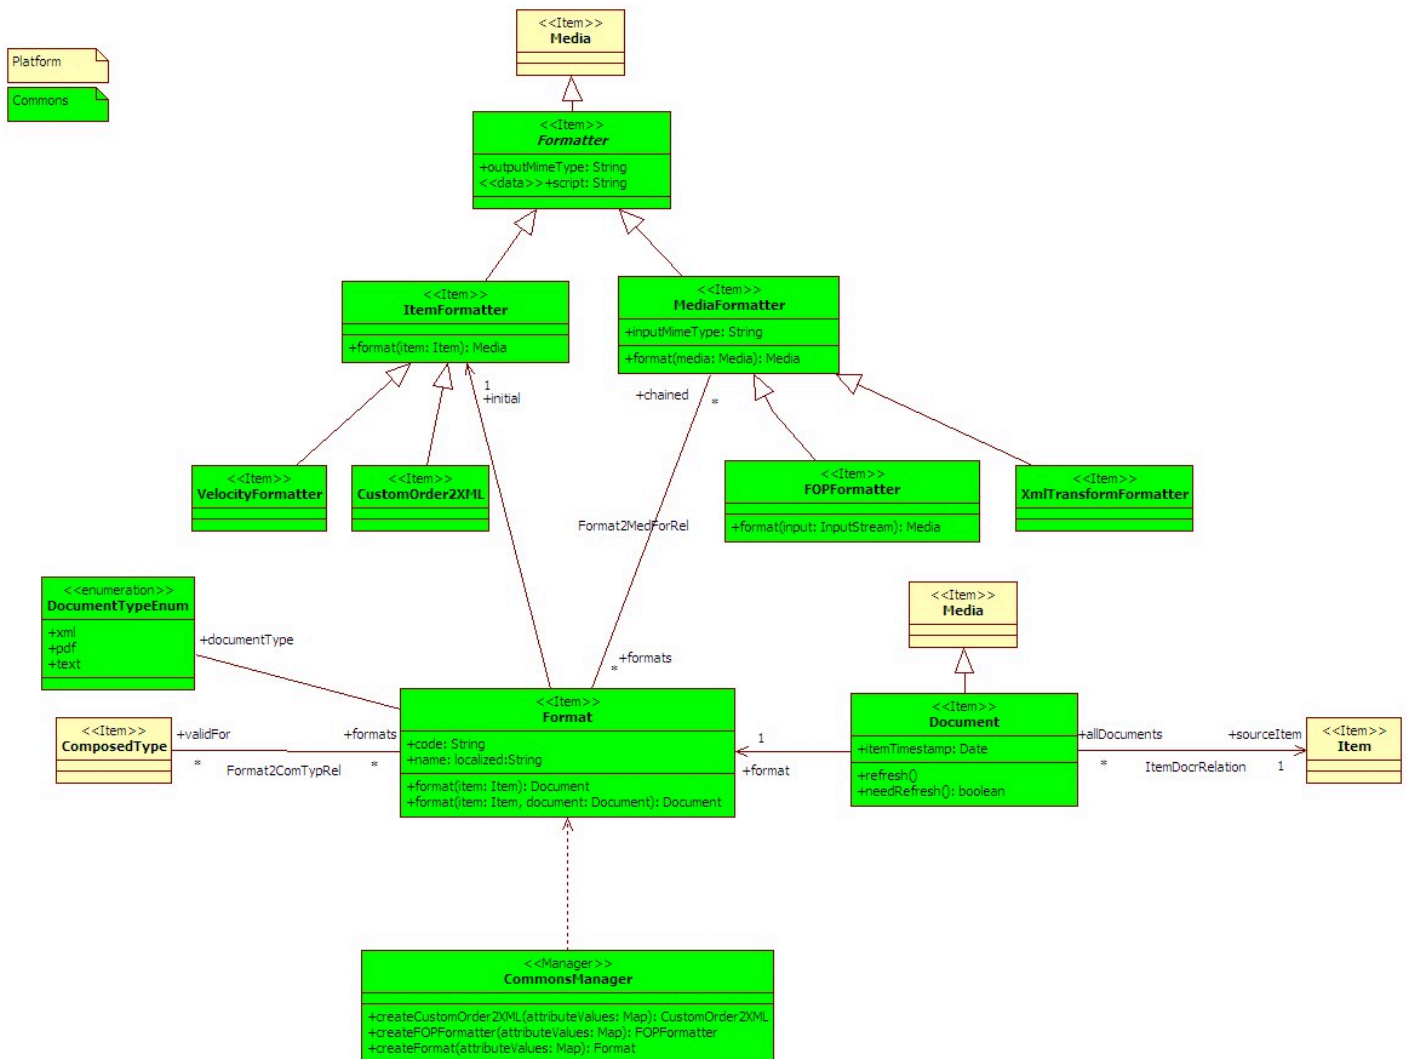 <<Item>>
Media
Platform
Commons
<<Item>>
Formatter
+outputMimeType: String
<<data>>+script: String
<<Item>>
ItemFormatter
+format(item: Item): Media
<<Item>>
MediaFormatter
+inputMimeType: String
+format(media: Media): Media
1
+initial
+chained
*
<<Item>>
VelocityFormatter
<<Item>>
CustomOrder2XML
<<Item>>
FOPFormatter
+format(input: InputStream): Media
<<Item>>
XmlTransformFormatter
Format2MedForRel
<<enumeration>>
DocumentTypeEnum
+xml
+pdf
+text
+documentType
+formats
*
<<Item>>
Media
<<Item>>
ComposedType
+validFor
*
Format2ComTypRel
+formats
*
<<Item>>
Format
+code: String
+name: localized:String
+format(item: Item): Document
+format(item: Item, document: Document): Document
1
+format
<<Item>>
Document
+itemTimestamp: Date
+refresh()
+needRefresh(): boolean
+allDocuments
*
ItemDocrRelation
+sourceItem
1
<<Item>>
Item
<<Manager>>
CommonsManager
+createCustomOrder2XML(attributeValues: Map): CustomOrder2XML
+createFOPFormatter(attributeValues: Map): FOPFormatter
+createFormat(attributeValues: Map): Format